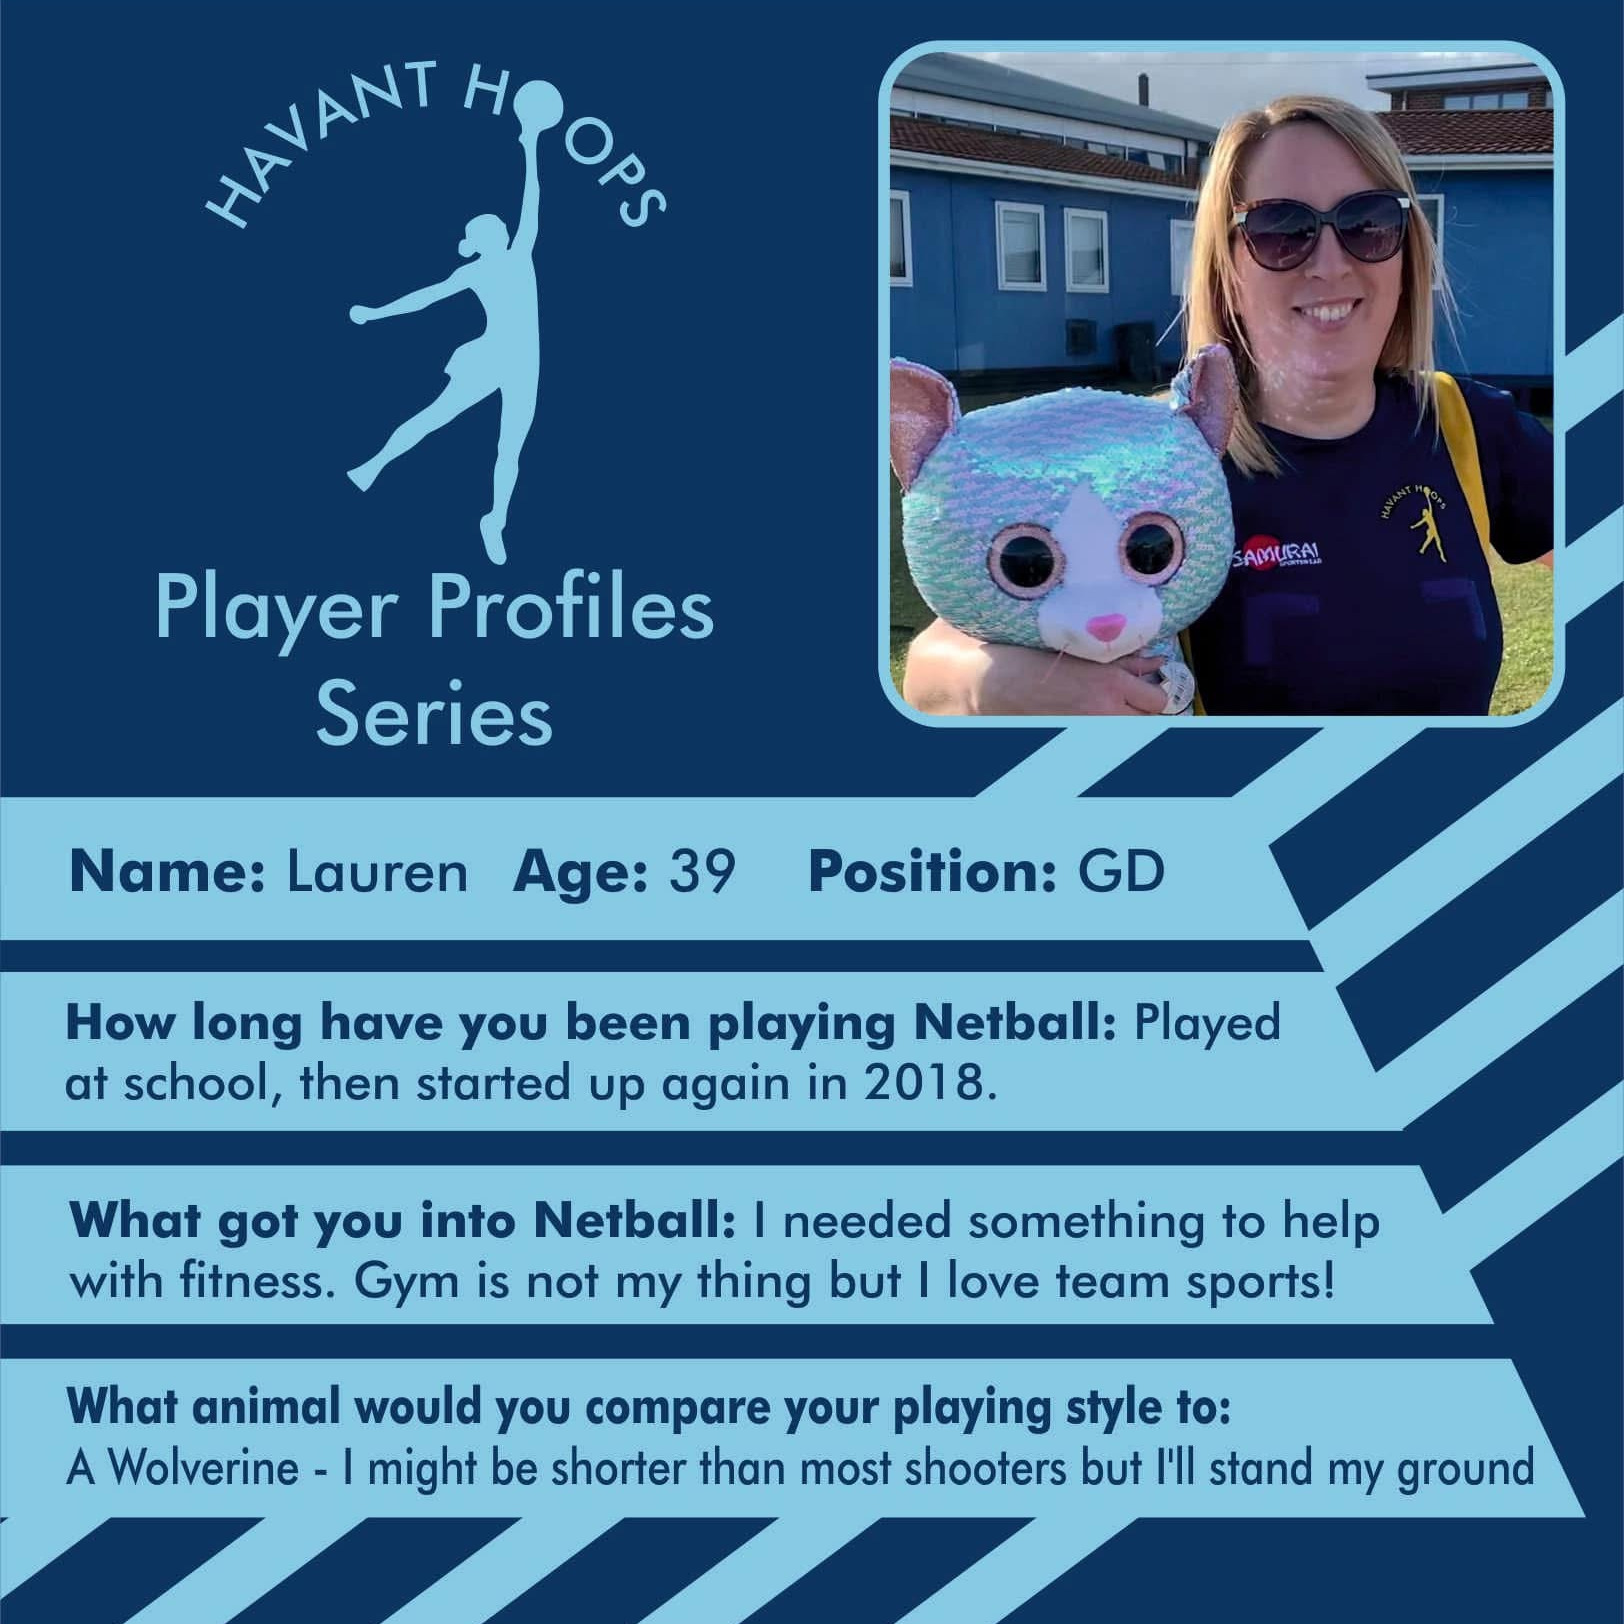 HAVANT HOOPS
Player Profiles
Series
HAVANT HOOPS
SAMURAI
SPORTSWEAR
Name: Lauren Age: 39 Position: GD
How long have you been playing Netball: Played
at school, then started up again in 2018.
What got you into Netball: I needed something to help
with fitness. Gym is not my thing but I love team sports!
What animal would you compare your playing style to:
A Wolverine - I might be shorter than most shooters but I'll stand my ground